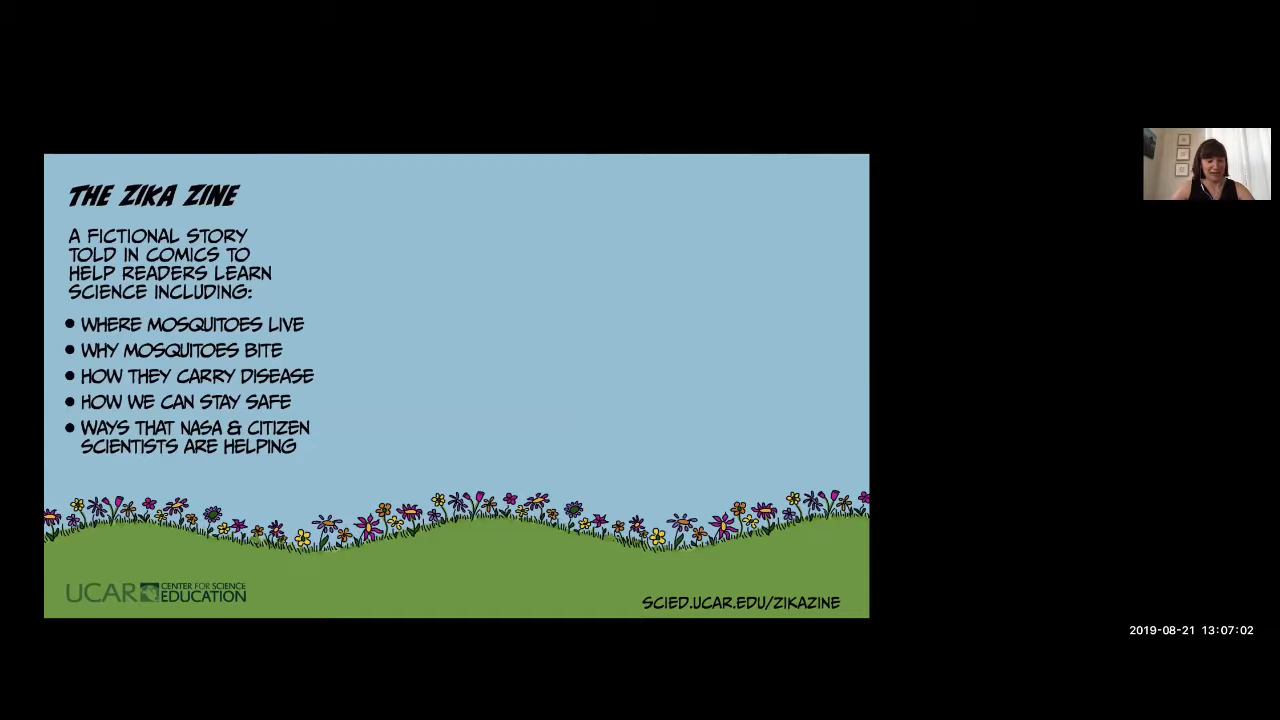 THE ZIKA ZINE
A FICTIONAL STORY
TOLD IN COMICS TO
HELP READERS LEARN
SCIENCE INCLUDING:
• WHERE MOSQUITOES LIVE
• WHY MOSQUITOES BITE
• HOW THEY CARRY DISEASE
• HOW WE CAN STAY SAFE
• WAYS THAT NASA & CITIZEN
SCIENTISTS ARE HELPING
UCAR CENTER FOR SCIENCE
EDUCATION
SCIED.UCAR.EDU/ZIKAZINE
2019-08-21 13:07:02